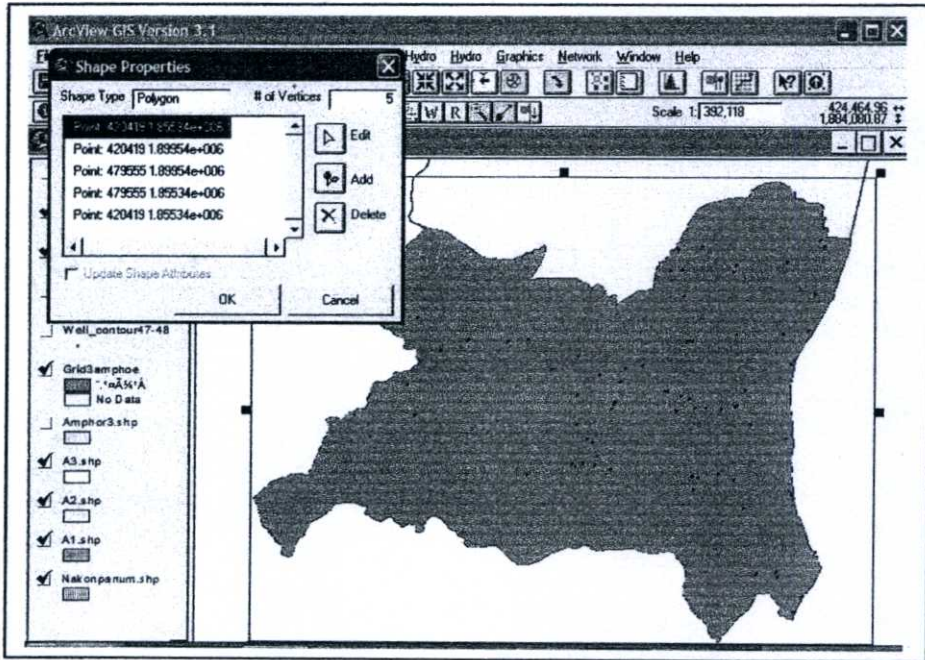 ArcView GIS Version 3.1
Hydro Hydro Graphics Network Window Help
Shape Properties
Shape Type Polygon # of Vertices 5
Point: 420419 1.85534e+006
Point: 420419 1.89954e+006
Point: 479555 1.89954e+006
Point: 479555 1.85534e+006
Point: 420419 1.85534e+006
Edit
Add
Delete
Update Shape Attributes
OK Cancel
W R
Scale 1: 392,118
424,464.96
1,884,080.87
Well_contour47-48
Grid3amphoe
No Data
Amphor3.shp
A3.shp
A2.shp
A1.shp
Nakonpanum.shp